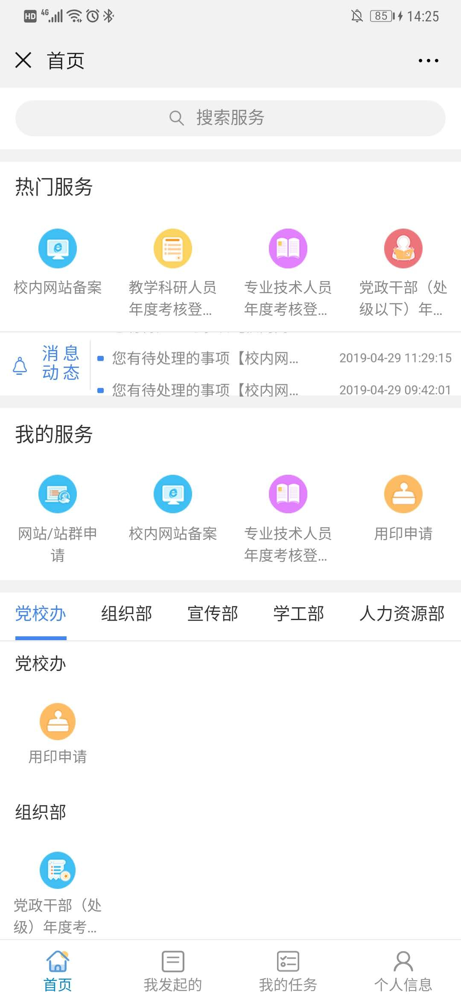 HD 4G 85 14:25
首页
搜索服务
热门服务
校内网站备案
教学科研人员
年度考核登...
专业技术人员
年度考核登...
党政干部（处
级以下）年...
消息
动态
您有待处理的事项【校内网... 2019-04-29 11:29:15
您有待处理的事项【校内网... 2019-04-29 09:42:01
我的服务
网站/站群申
请
校内网站备案
专业技术人员
年度考核登...
用印申请
党校办 组织部 宣传部 学工部 人力资源部
党校办
用印申请
组织部
党政干部（处
级）年度考...
首页 我发起的 我的任务 个人信息